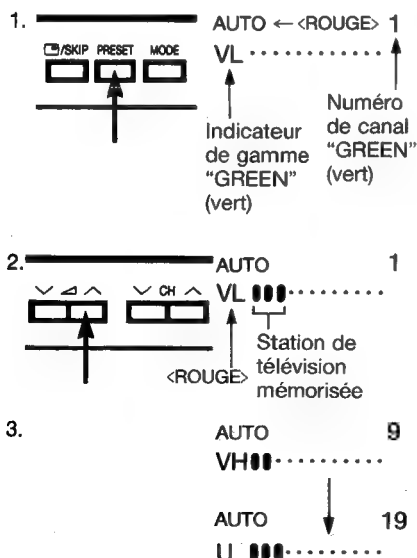 1.
AUTO ← <ROUGE> 1
/SKIP PRESET MODE
VL ············
Indicateur
de gamme
“GREEN”
(vert)
Numéro
de canal
“GREEN”
(vert)
2.
AUTO 1
CH
VL ·········
Station de
télévision
mémorisée
<ROUGE>
3.
AUTO 9
VH ··········
AUTO 19
U ·········